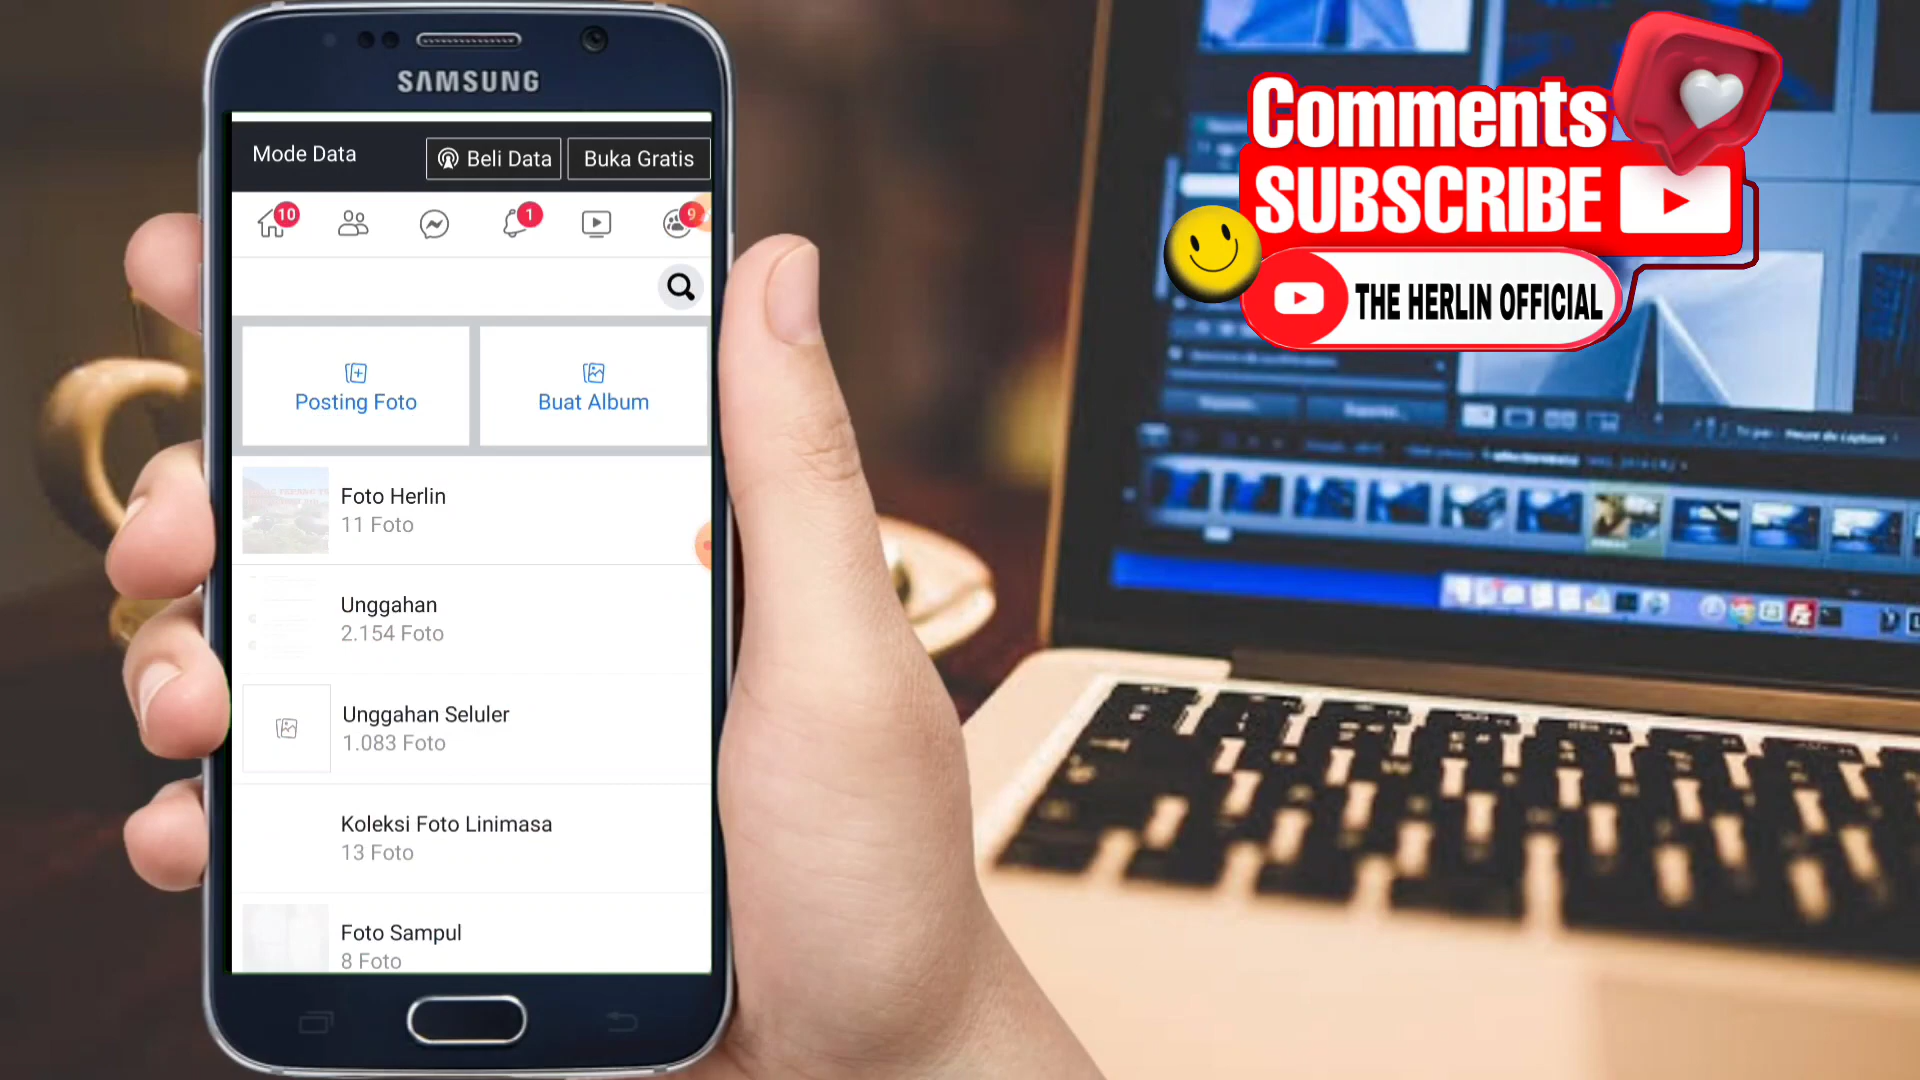 SAMSUNG
Mode Data
Beli Data
Buka Gratis
10
1
9
Posting Foto
Buat Album
Foto Herlin
11 Foto
Unggahan
2.154 Foto
Unggahan Seluler
1.083 Foto
Koleksi Foto Linimasa
13 Foto
Foto Sampul
8 Foto
Comments
SUBSCRIBE
THE HERLIN OFFICIAL